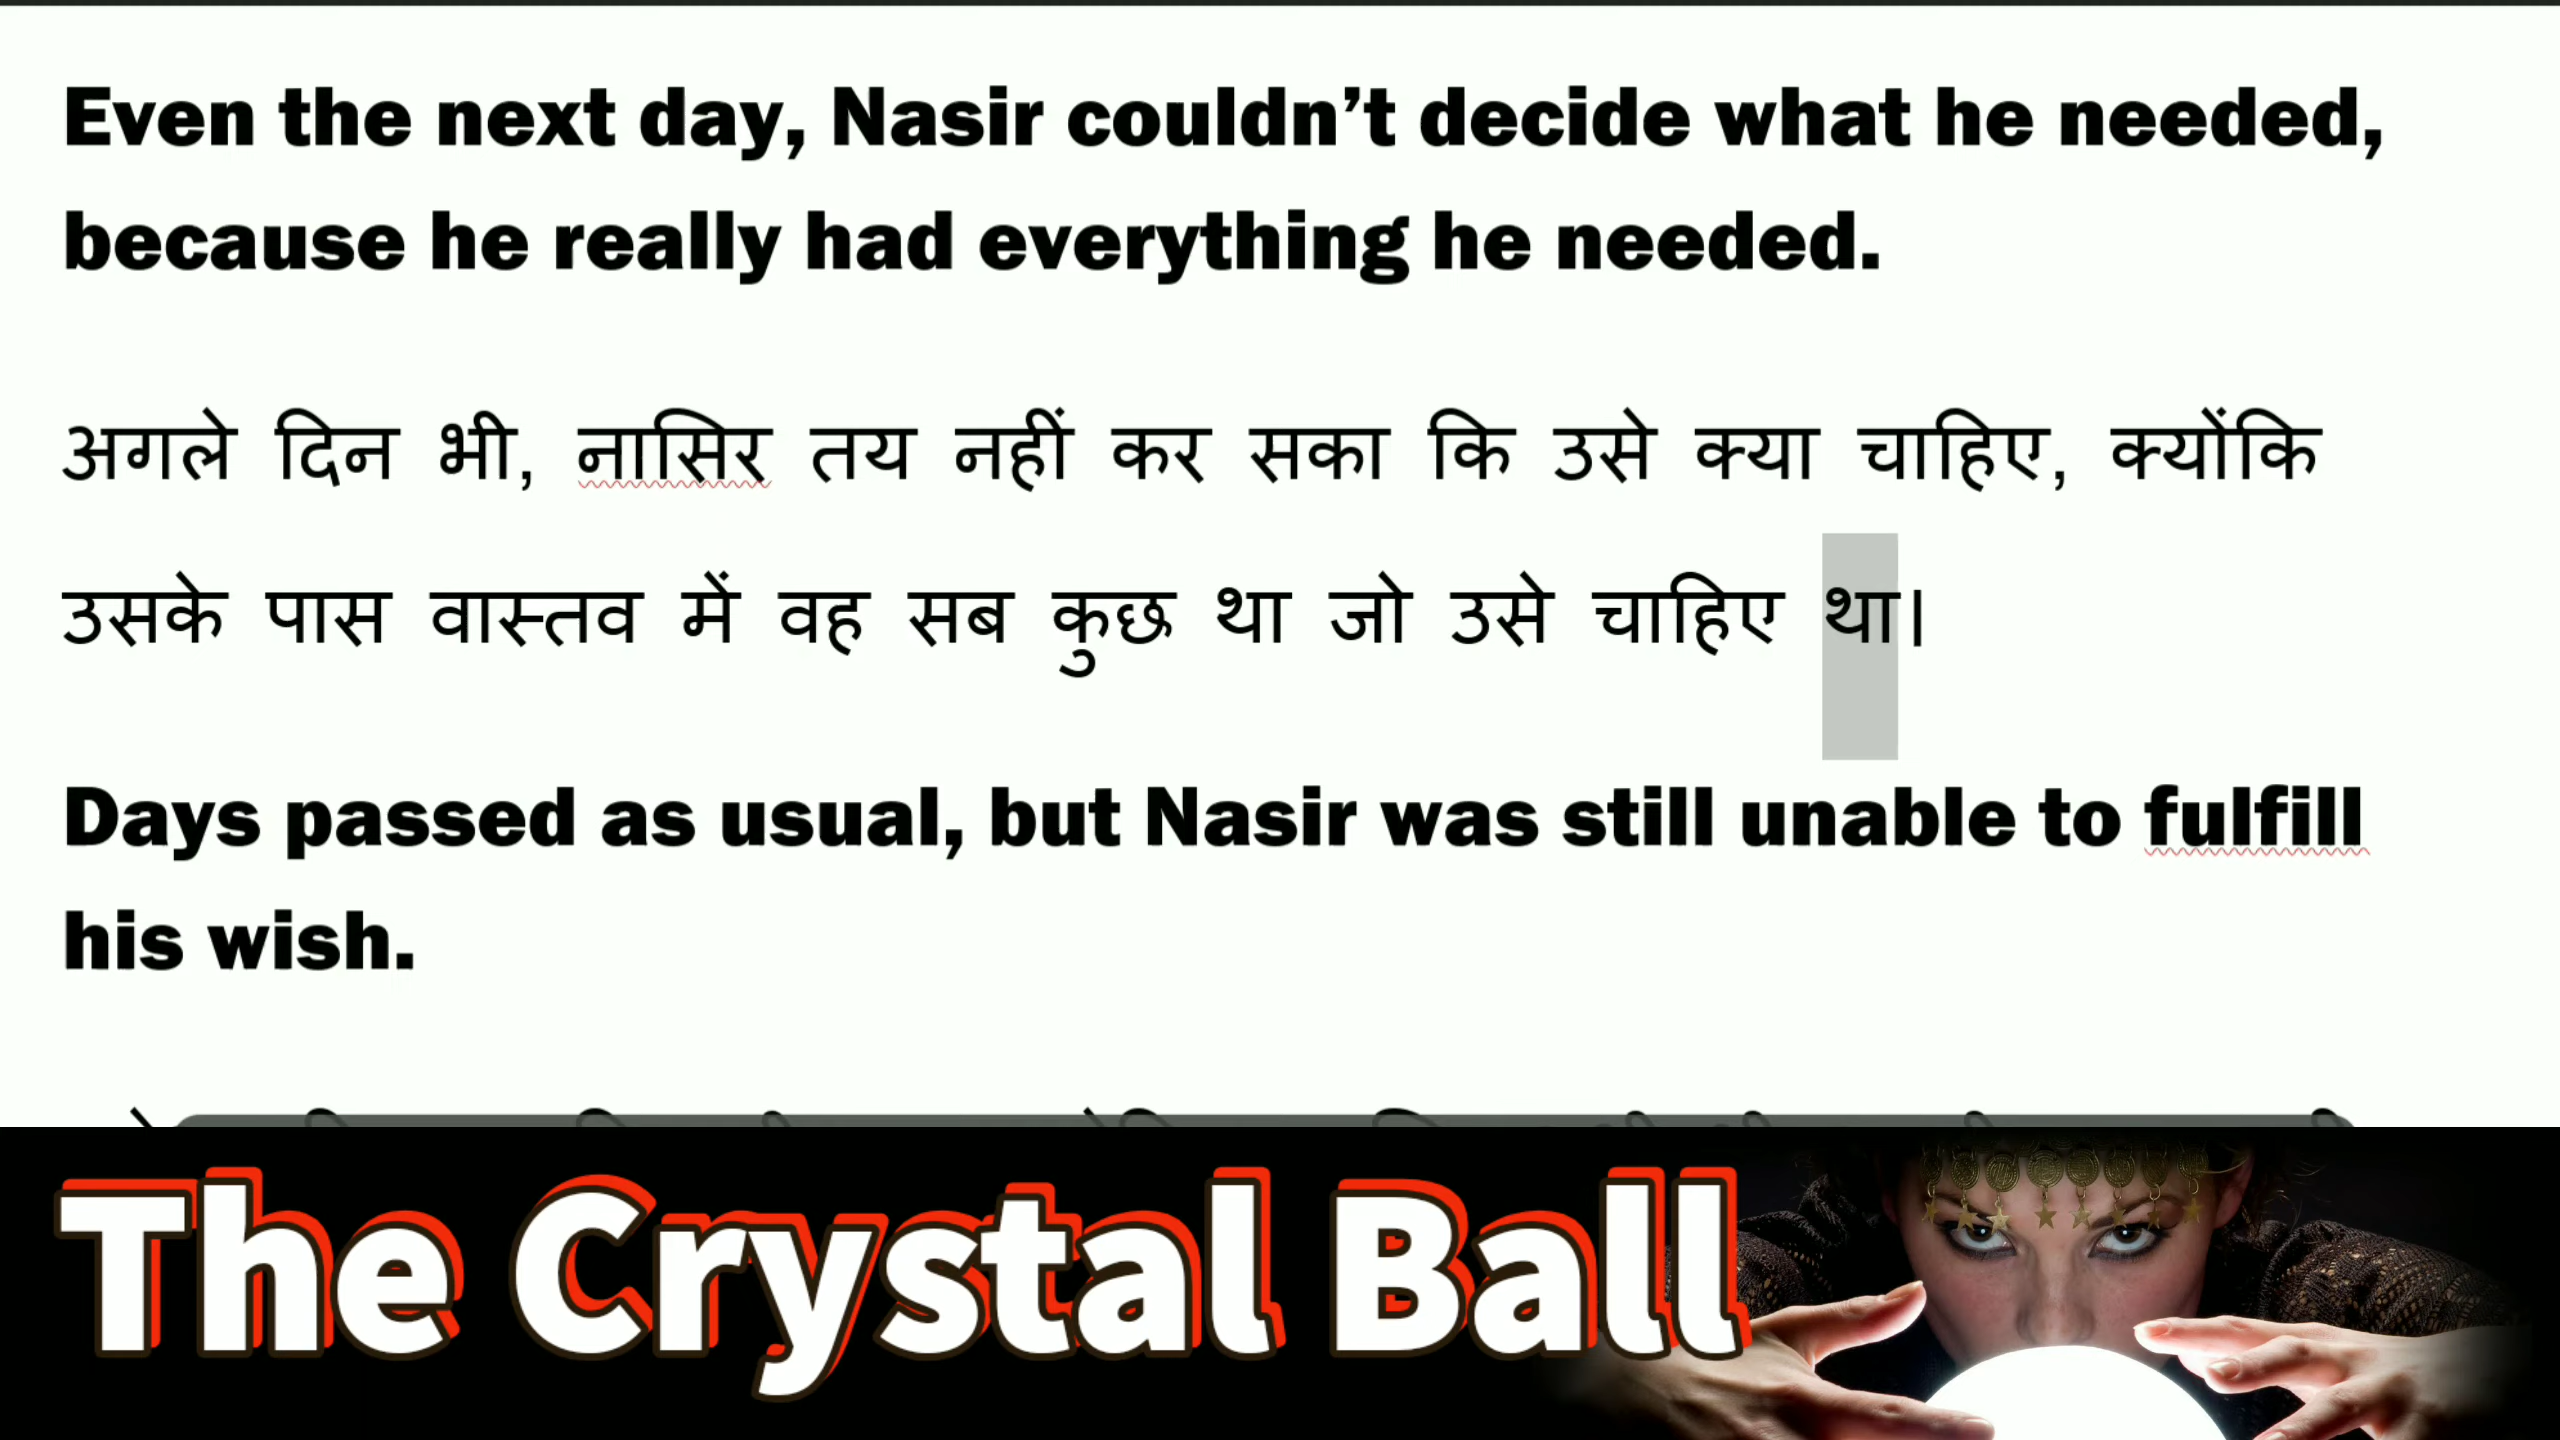 Even the next day, Nasir couldn’t decide what he needed,
because he really had everything he needed.
अगले दिन भी, नासिर तय नहीं कर सका कि उसे क्या चाहिए, क्योंकि
उसके पास वास्तव में वह सब कुछ था जो उसे चाहिए था।
Days passed as usual, but Nasir was still unable to fulfill
his wish.
The Crystal Ball